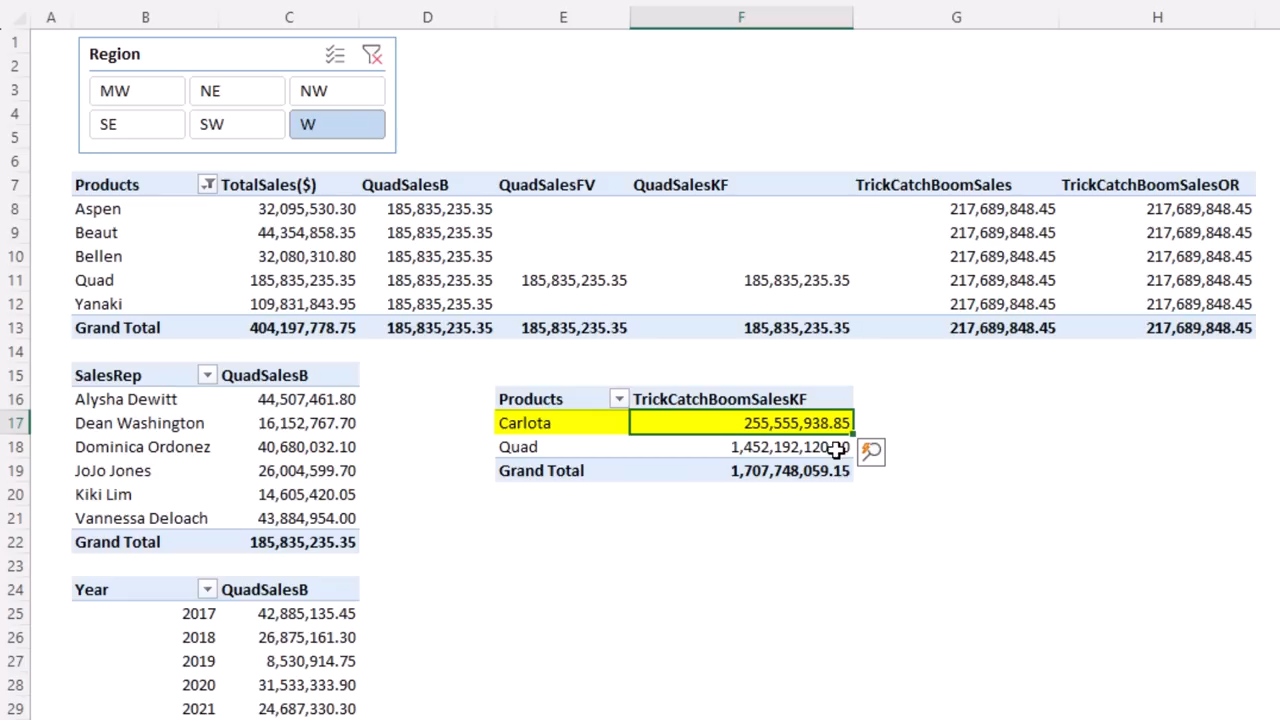 A B C D E F G H
1
2 Region
3 MW NE NW
4
5 SE SW W
6
7 Products TotalSales($) QuadSalesB QuadSalesFV QuadSalesKF TrickCatchBoomSales TrickCatchBoomSalesOR
8 Aspen 32,095,530.30 185,835,235.35 217,689,848.45 217,689,848.45
9 Beaut 44,354,858.35 185,835,235.35 217,689,848.45 217,689,848.45
10 Bellen 32,080,310.80 185,835,235.35 217,689,848.45 217,689,848.45
11 Quad 185,835,235.35 185,835,235.35 185,835,235.35 185,835,235.35 217,689,848.45 217,689,848.45
12 Yanaki 109,831,843.95 185,835,235.35 217,689,848.45 217,689,848.45
13 Grand Total 404,197,778.75 185,835,235.35 185,835,235.35 185,835,235.35 217,689,848.45 217,689,848.45
14
15 SalesRep QuadSalesB
16 Alysha Dewitt 44,507,461.80 Products TrickCatchBoomSalesKF
17 Dean Washington 16,152,767.70 Carlota 255,555,938.85
18 Dominica Ordonez 40,680,032.10 Quad
19 JoJo Jones 26,004,599.70 Grand Total 1,707,748,059.15
20 Kiki Lim 14,605,420.05
21 Vannessa Deloach 43,884,954.00
22 Grand Total 185,835,235.35
23
24 Year QuadSalesB
25 2017 42,885,135.45
26 2018 26,875,161.30
27 2019 8,530,914.75
28 2020 31,533,333.90
29 2021 24,687,330.30